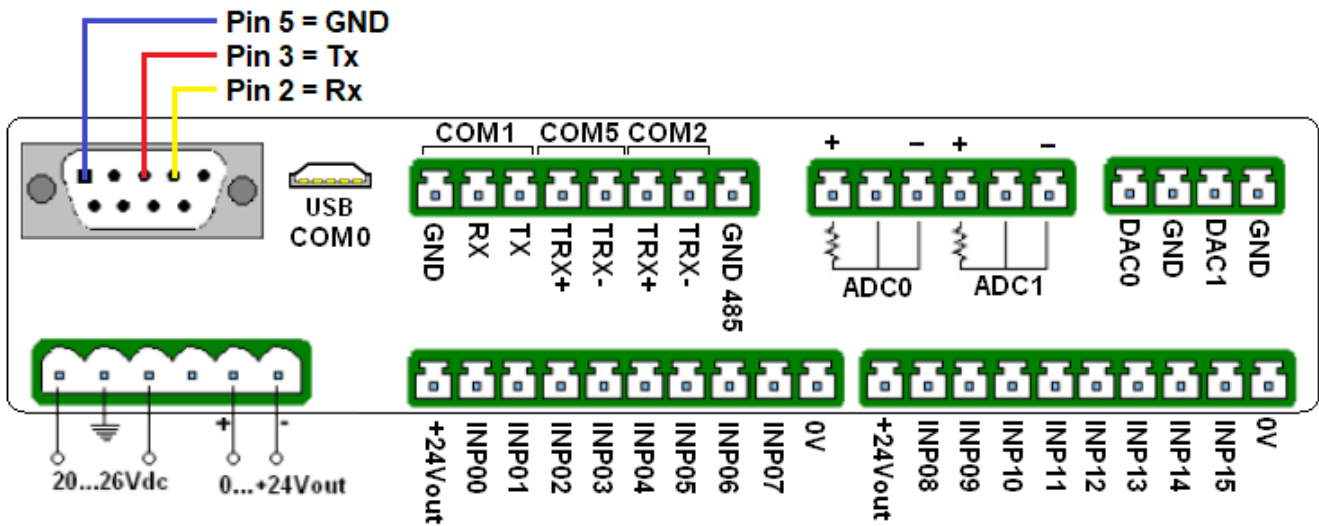 Pin 5 = GND
Pin 3 = Tx
Pin 2 = Rx
COM1 COM5 COM2
+ - + -
USB
COM0
GND RX TX TRX+ TRX- TRX+ TRX- GND 485
ADC0 ADC1
DAC0 GND DAC1 GND
+ -
20...26Vdc 0...+24Vout
+24Vout INP00 INP01 INP02 INP03 INP04 INP05 INP06 INP07 0V
+24Vout INP08 INP09 INP10 INP11 INP12 INP13 INP14 INP15 0V